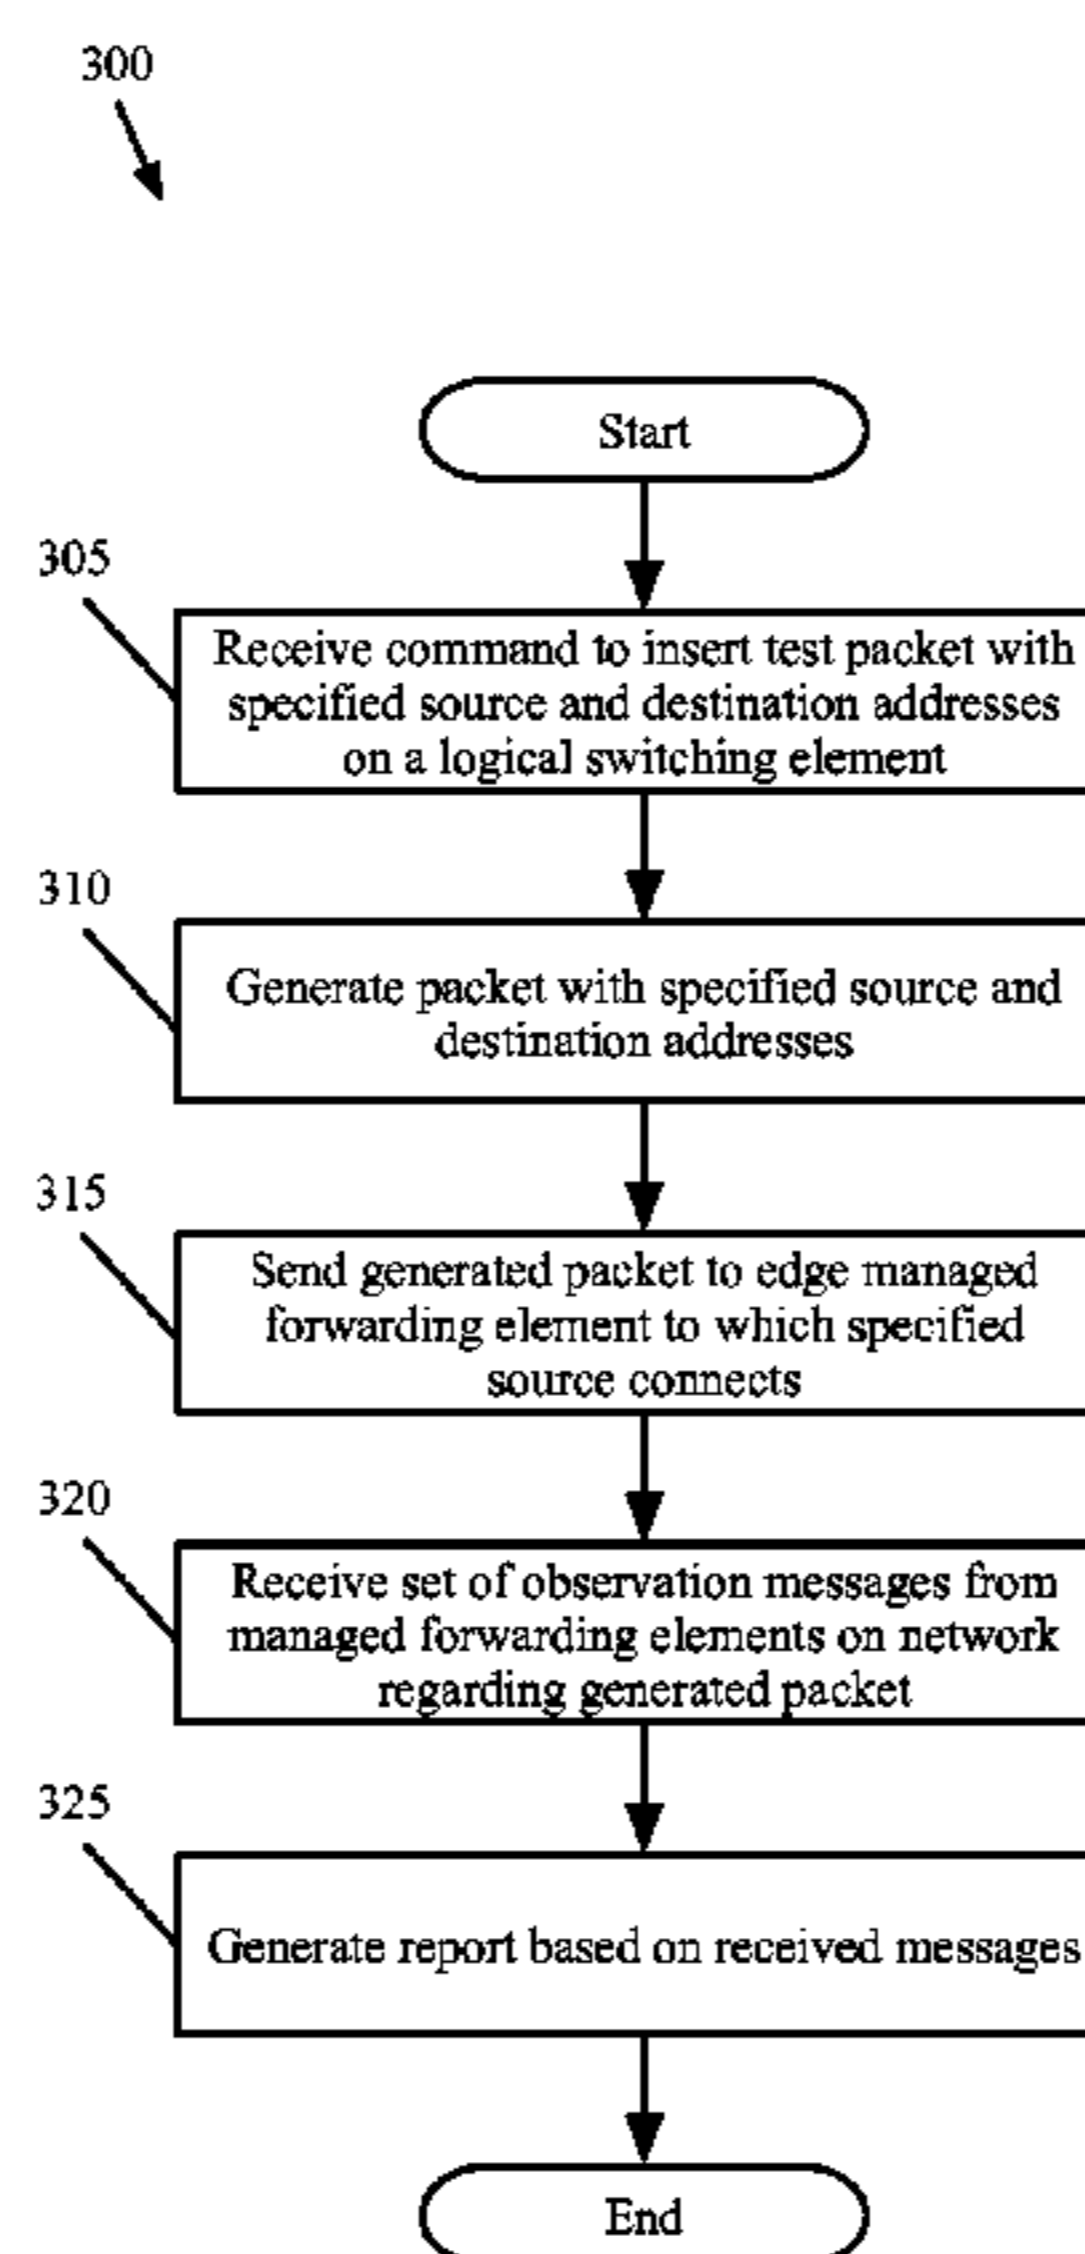 300
Start
305
Receive command to insert test packet with
specified source and destination addresses
on a logical switching element
310
Generate packet with specified source and
destination addresses
315
Send generated packet to edge managed
forwarding element to which specified
source connects
320
Receive set of observation messages from
managed forwarding elements on network
regarding generated packet
325
Generate report based on received messages
End